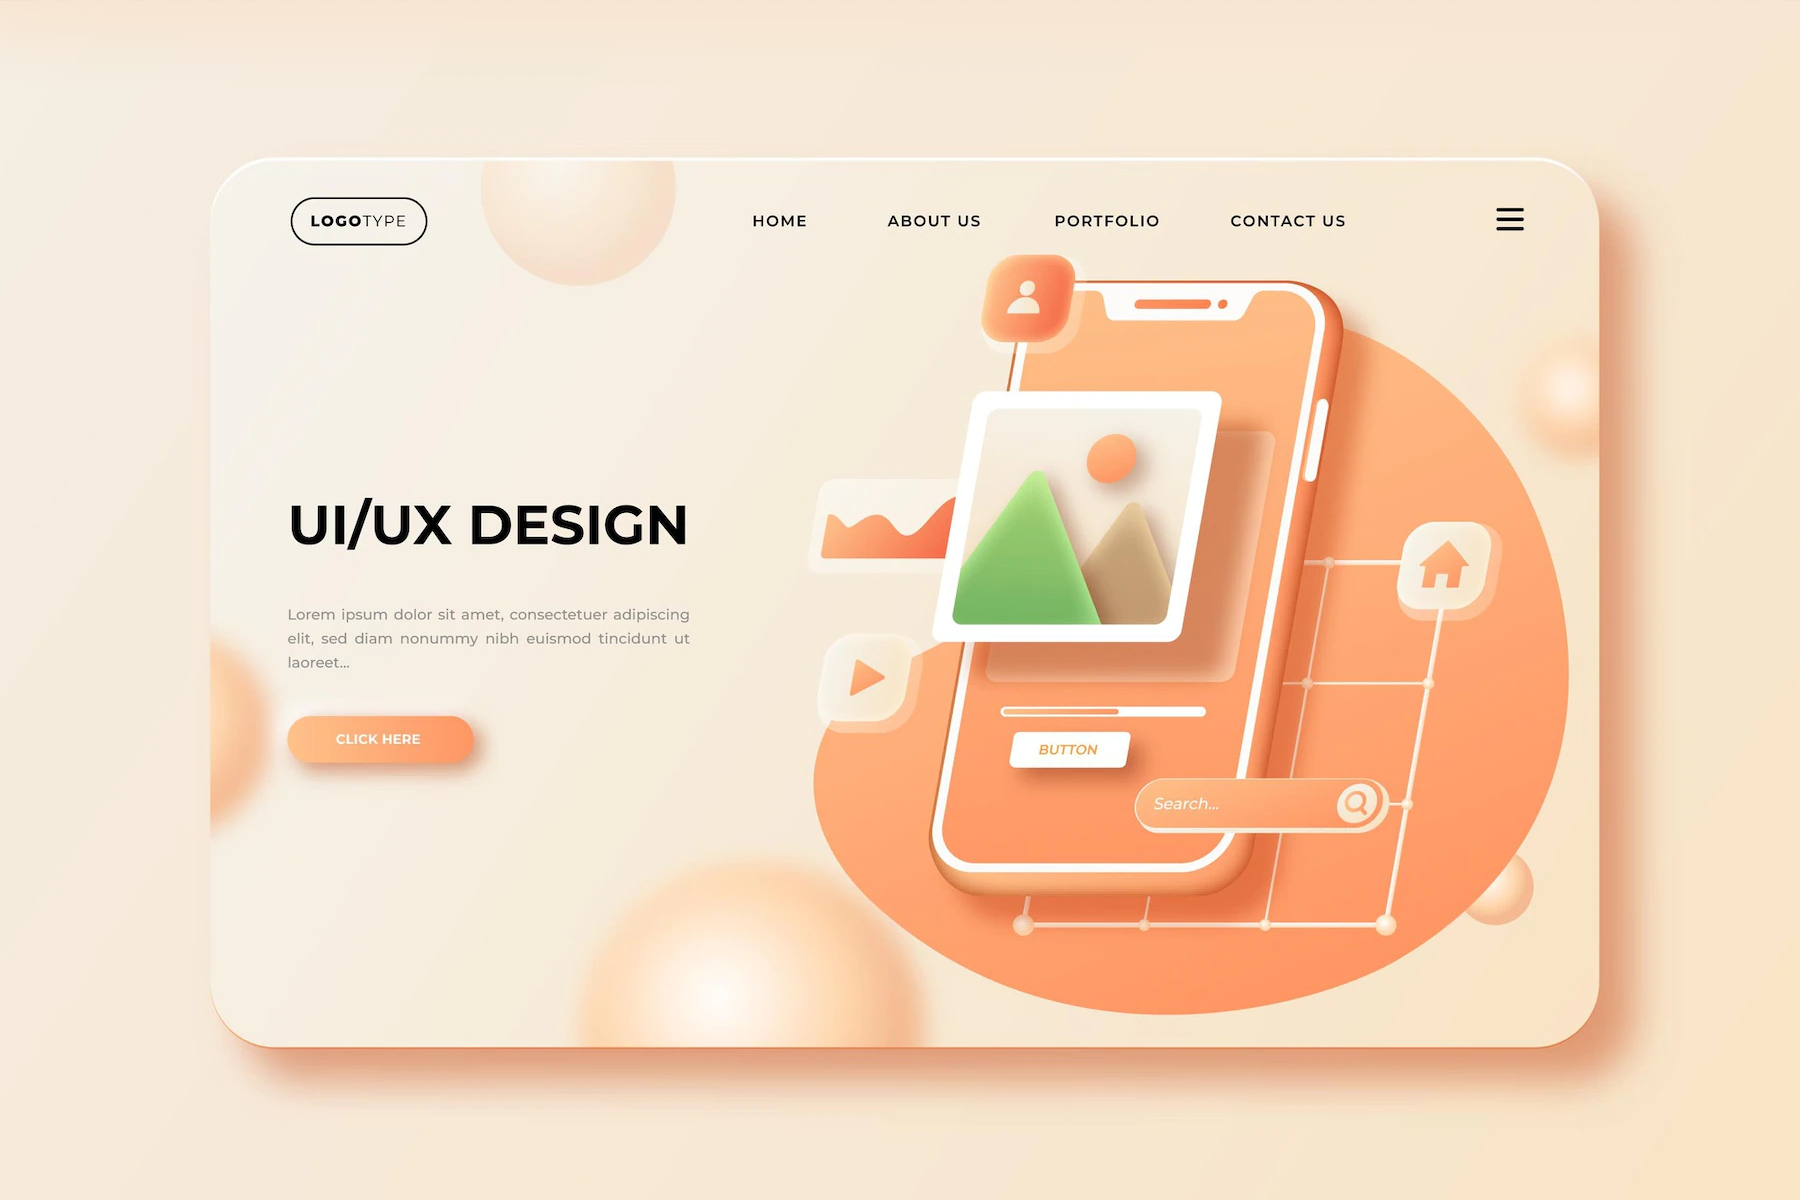 LOGOTYPE
HOME
ABOUT US
PORTFOLIO
CONTACT US
UI/UX DESIGN
Lorem ipsum dolor sit amet, consectetuer adipiscing
elit, sed diam nonummy nibh euismod tincidunt ut
laoreet...
CLICK HERE
BUTTON
Search...